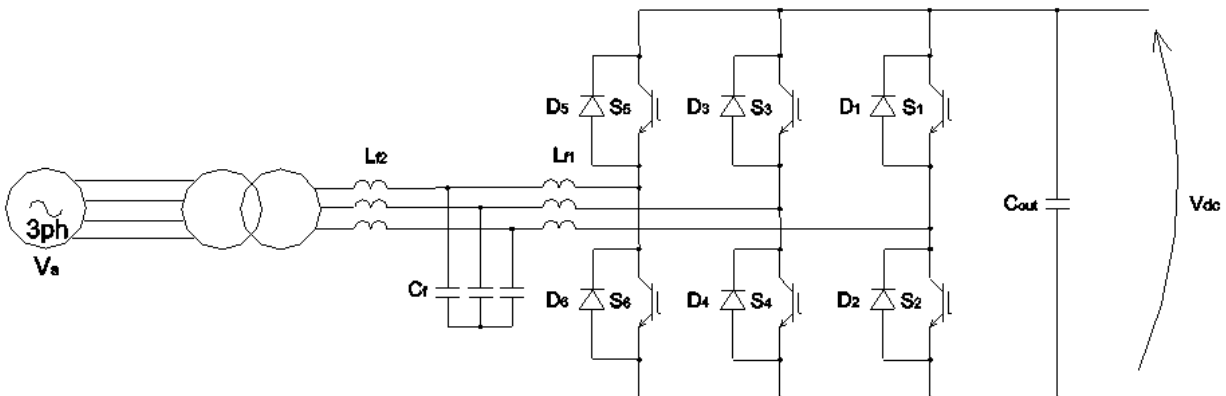 D5 S5 D3 S3 D1 S1
Lf2 Lf1
3ph
Va
Cout Vdc
Cf
D6 S6 D4 S4 D2 S2